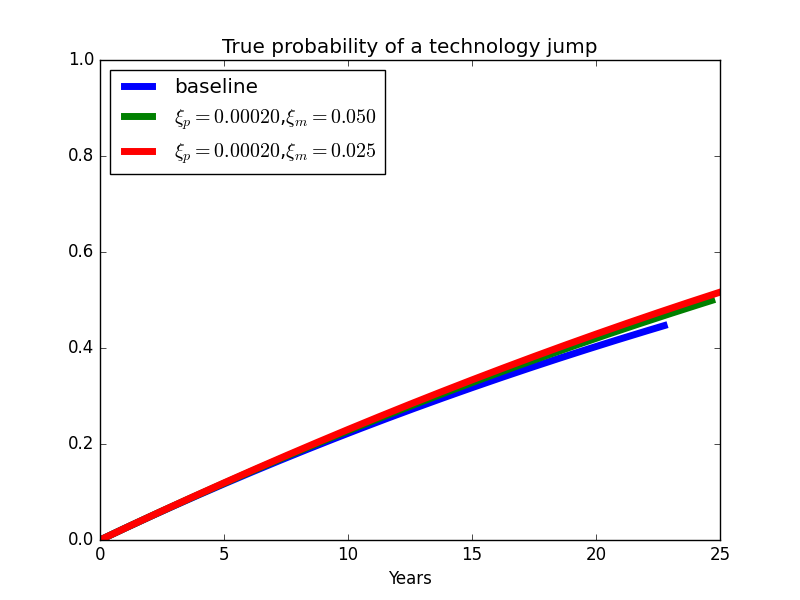 True probability of a technology jump
baseline
ξₚ = 0.00020,ξₘ = 0.050
ξₚ = 0.00020,ξₘ = 0.025
1.0
0.8
0.6
0.4
0.2
0.0
0 5 10 15 20 25
Years